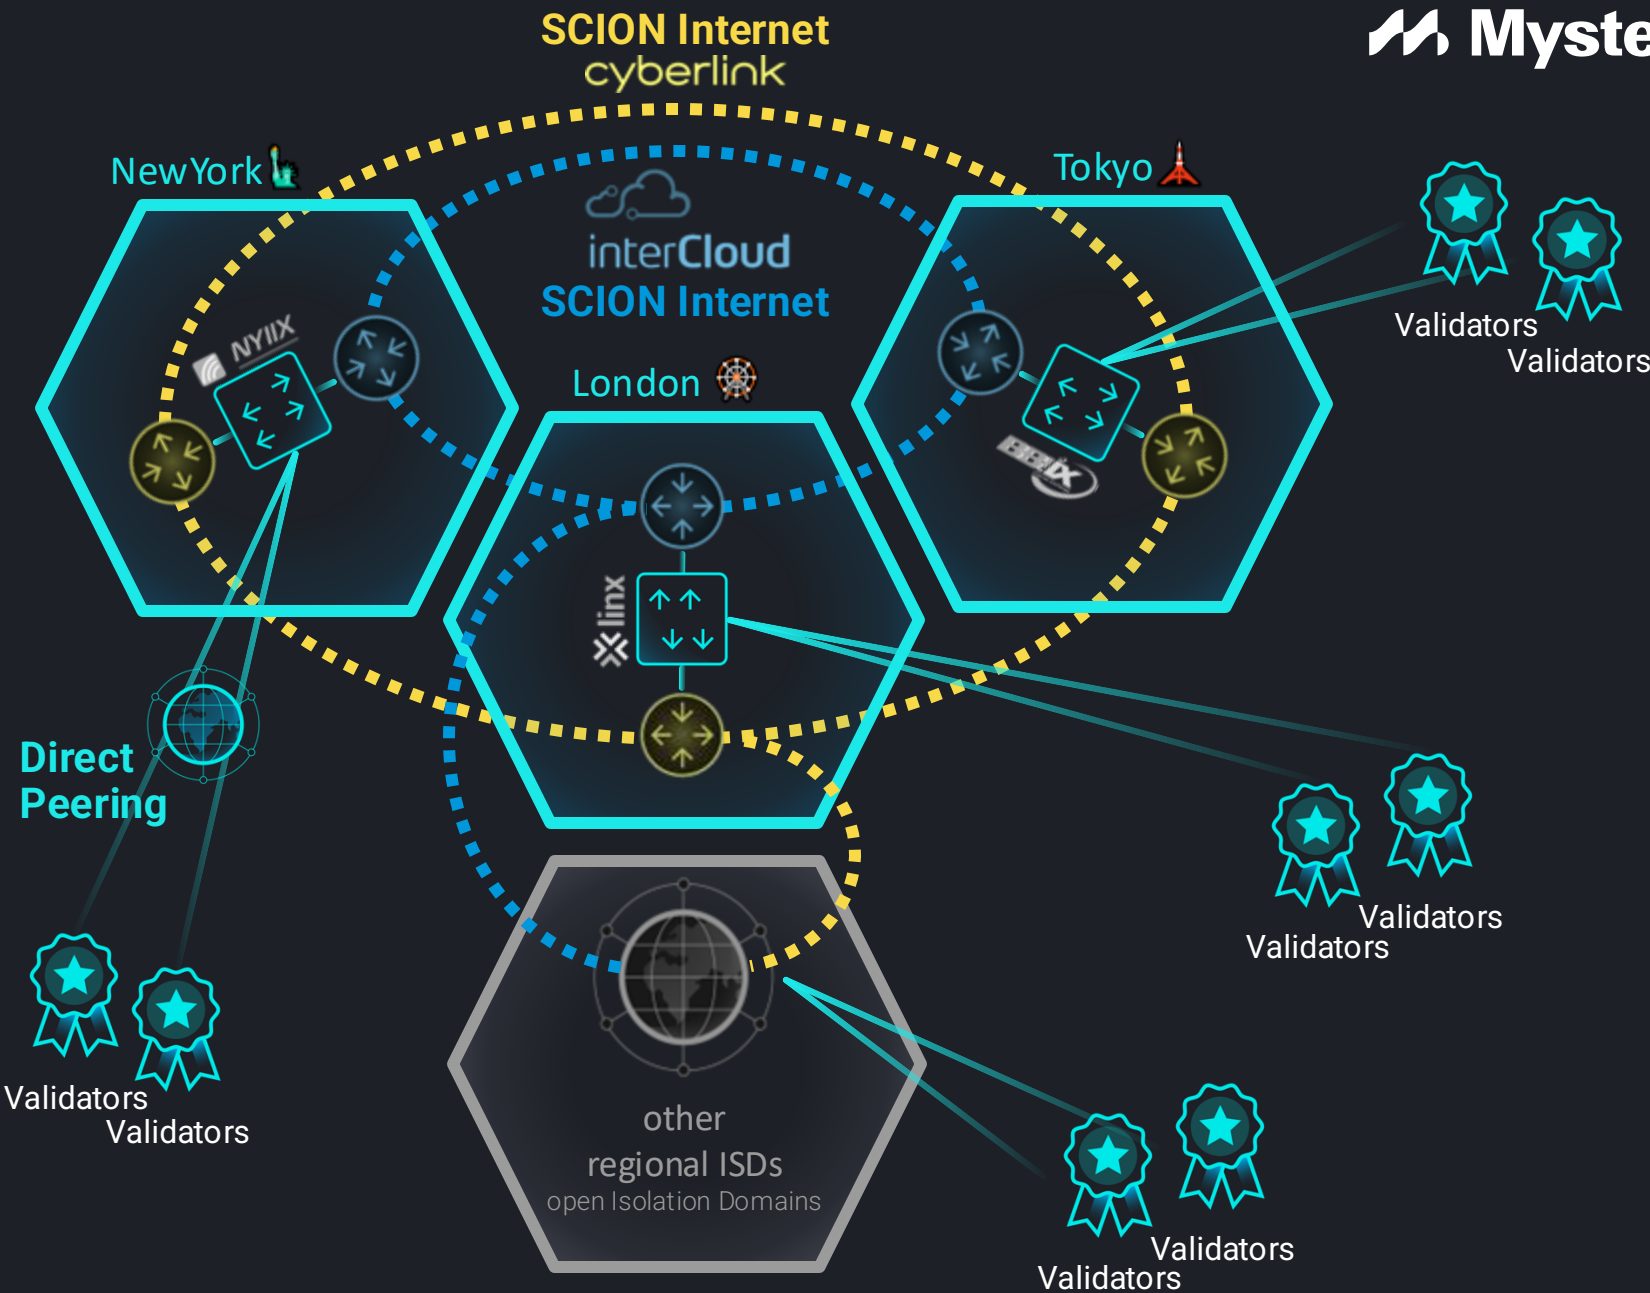 SCION Internet
cyberlink
Myste
NewYork
Tokyo
interCloud
SCION Internet
NYIIX
London
BBIX
linx
Validators
Validators
Direct
Peering
Validators
Validators
Validators
Validators
other
regional ISDs
open Isolation Domains
Validators
Validators